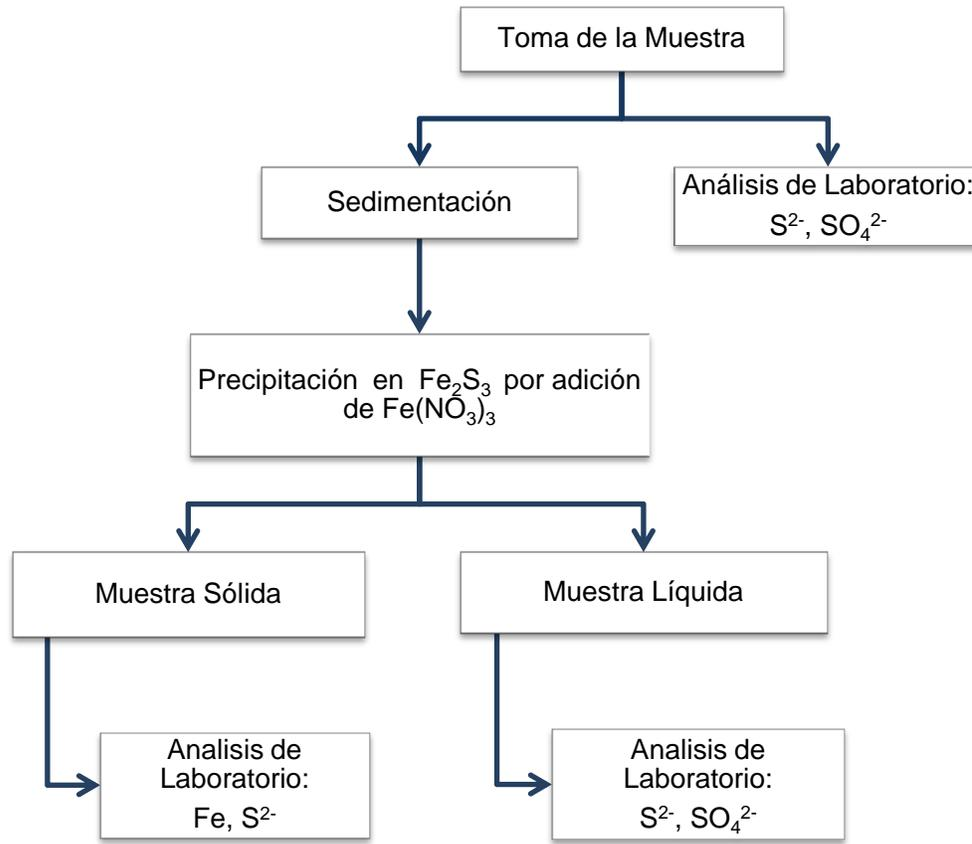 Toma de la Muestra
Sedimentación
Análisis de Laboratorio:
S²⁻, SO₄²⁻
Precipitación en Fe₂S₃ por adición
de Fe(NO₃)₃
Muestra Sólida
Muestra Líquida
Analisis de
Laboratorio:
Fe, S²⁻
Analisis de
Laboratorio:
S²⁻, SO₄²⁻